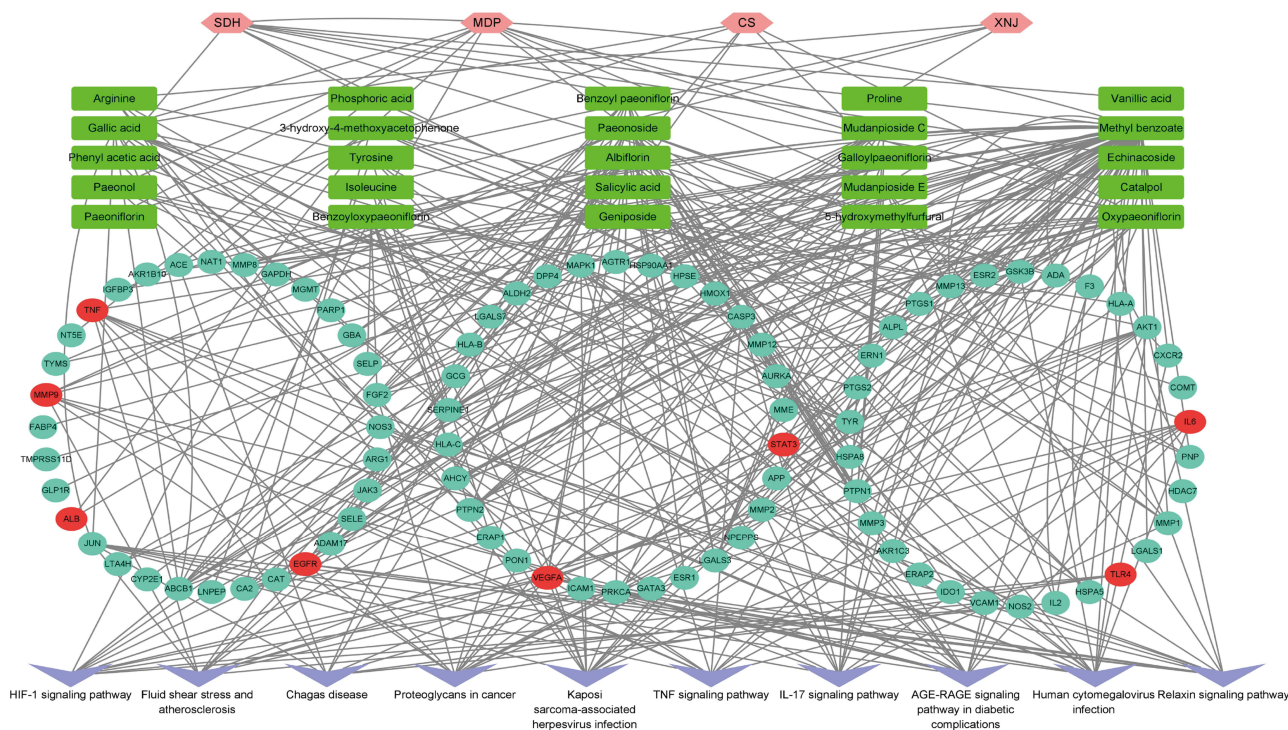 SDH
MDP
CS
XNJ
Arginine
Phosphoric acid
Benzoyl paeoniflorin
Proline
Vanillic acid
Gallic acid
3-hydroxy-4-methoxyacetophenone
Paeonoside
Mudanpioside C
Methyl benzoate
Phenyl acetic acid
Tyrosine
Albiflorin
Galloylpaeoniflorin
Echinacoside
Paeonol
Isoleucine
Salicylic acid
Mudanpioside E
Catalpol
Paeoniflorin
Benzoyloxypaeoniflorin
Geniposide
5-hydroxymethylfurfural
Oxypaeoniflorin
IGFBP3
AKR1B10
ACE
NAT1
MMP8
GAPDH
MGMT
PARP1
GBA
SELP
FGF2
NOS3
ARG1
JAK3
SELE
ADAM17
EGFR
CAT
CA2
LNPEP
ABCB1
CYP2E1
LTA4H
JUN
ALB
GLP1R
TMPRSS11D
FABP4
MMP9
TYMS
NT5E
TNF
MAPK1
AGTR1
HSP90AA1
HPSE
HMOX1
CASP3
MMP12
AURKA
MME
STAT3
APP
MMP2
NPEPPS
LGALS3
ESR1
GATA3
PRKCA
ICAM1
VEGFA
PON1
ERAP1
PTPN2
AHCY
HLA-C
SERPINE1
GCG
HLA-B
LGALS7
ALDH2
DPP4
ESR2
GSK3B
ADA
F3
HLA-A
AKT1
CXCR2
COMT
IL6
PNP
HDAC7
MMP1
LGALS1
TLR4
HSPA5
IL2
NOS2
VCAM1
IDO1
ERAP2
AKR1C3
MMP3
PTPN1
HSPA8
TYR
PTGS2
ERN1
ALPL
PTGS1
MMP13
HIF-1 signaling pathway
Fluid shear stress and
atherosclerosis
Chagas disease
Proteoglycans in cancer
Kaposi
sarcoma-associated
herpesvirus infection
TNF signaling pathway
IL-17 signaling pathway
AGE-RAGE signaling
pathway in diabetic
complications
Human cytomegalovirus
infection
Relaxin signaling pathway